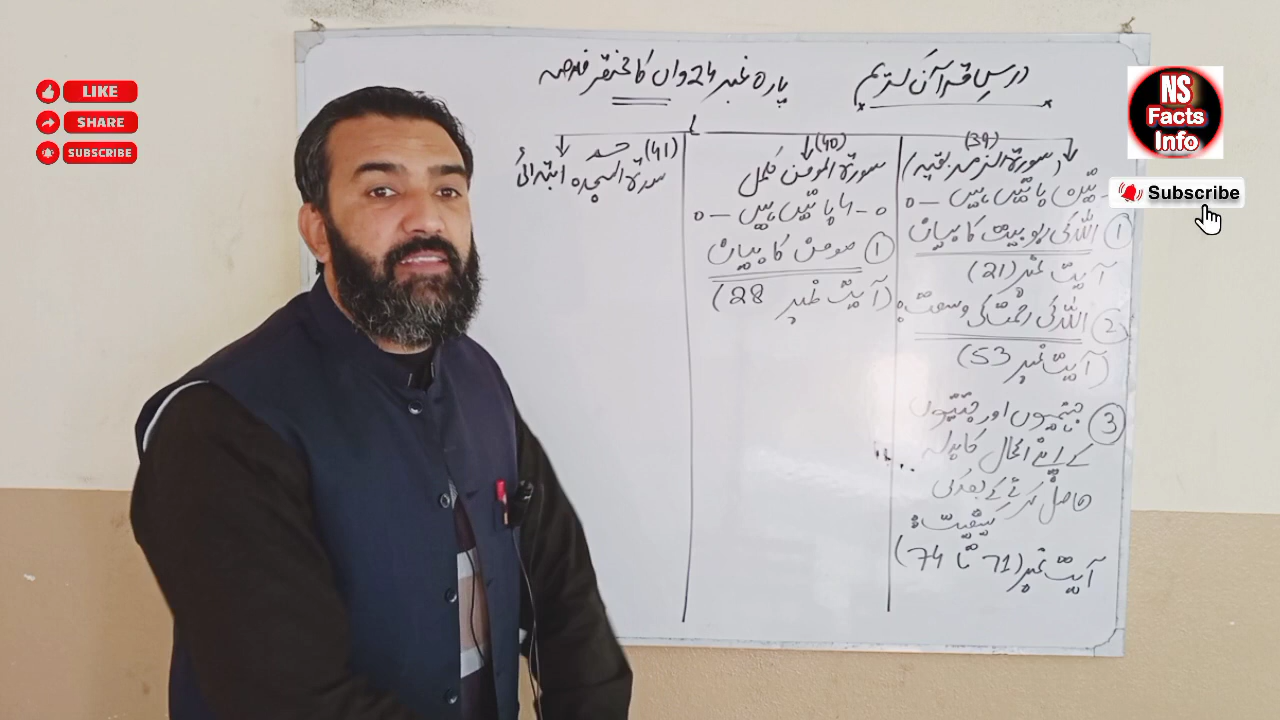 درسِ قرآن کریم
پارہ نمبر 24 واں کا مختصر خلاصہ
(39)
(سورۃ الزمر بقیہ)
تین باتیں ہیں
① اللہ کی ربوبیت کا بیان
آیت نمبر (21)
② اللہ کی رحمت کی وسعت:
(آیت نمبر 53)
③ جہنمیوں اور جنتیوں
کے اپنے اعمال کا بدلہ
حاصل کرنے کے بعد کی
کیفیت:
آیت نمبر (71 تا 74)
(40)
سورۃ المومن مکمل
باتیں ہیں
① مومن کا بیان
(آیت نمبر 28)
(41)
سورۃ حم السجدہ ابتدائی
LIKE
SHARE
SUBSCRIBE
NS
Facts
Info
Subscribe